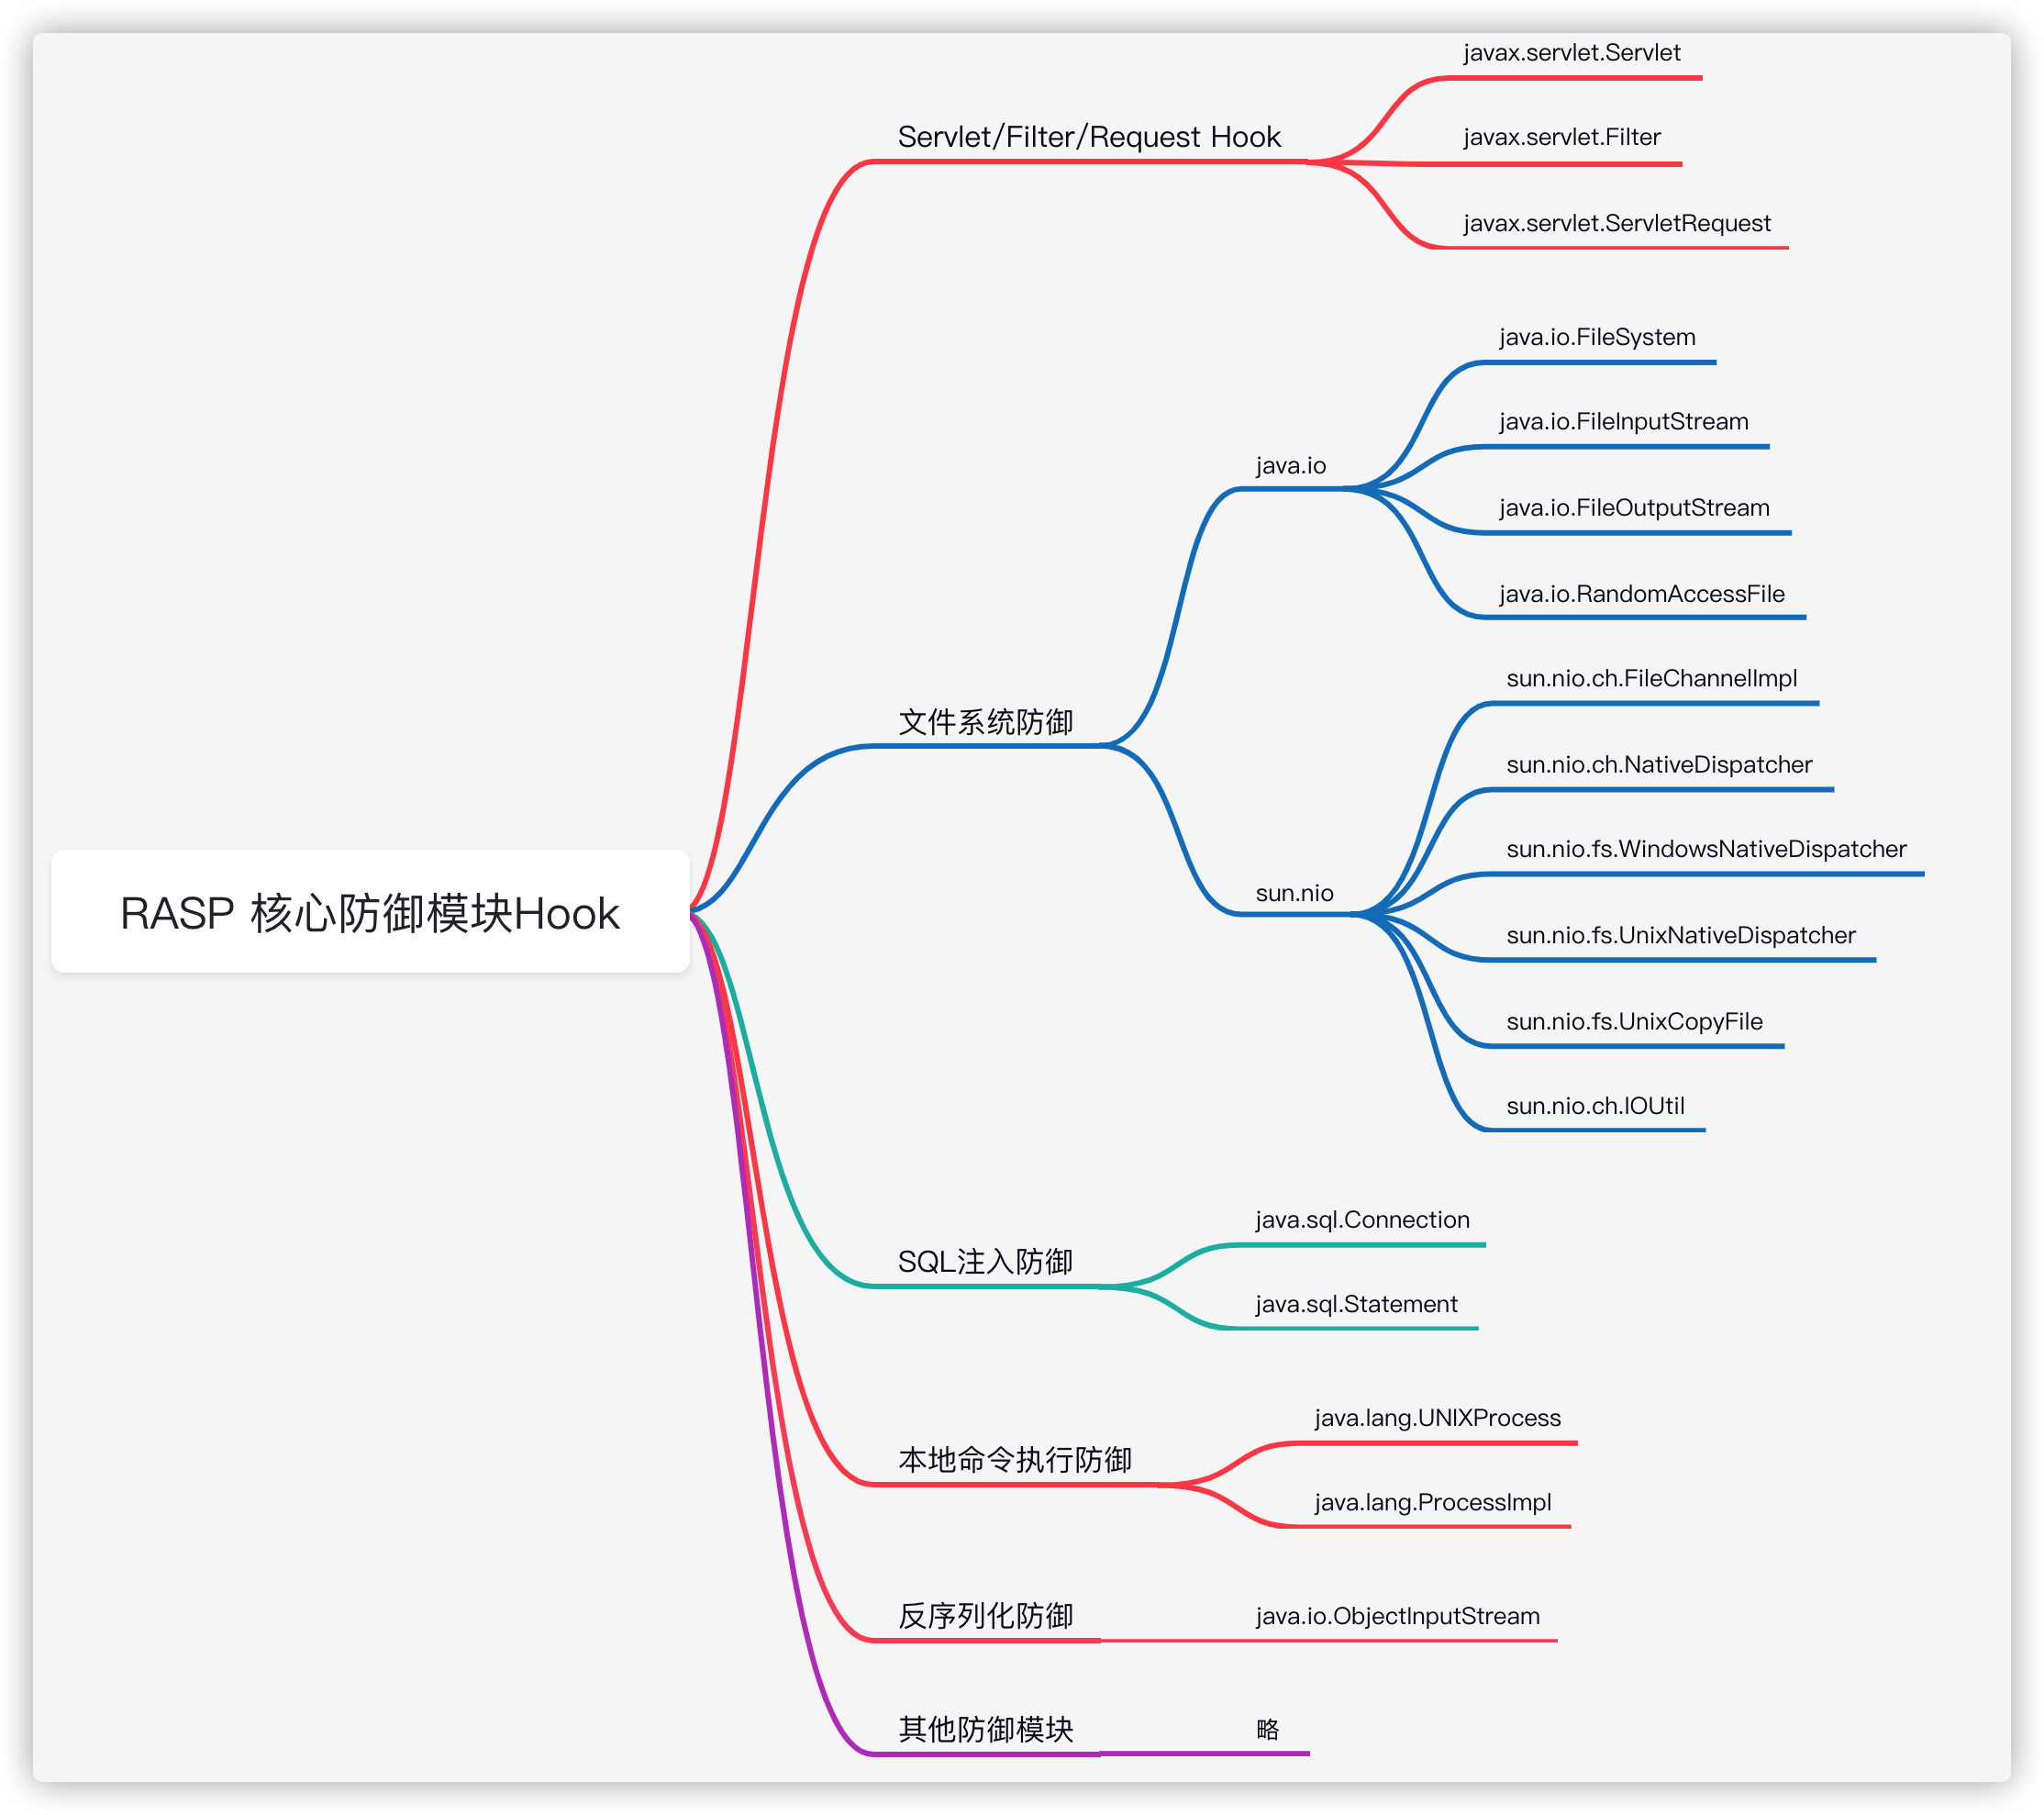 RASP 核心防御模块Hook
Servlet/Filter/Request Hook
javax.servlet.Servlet
javax.servlet.Filter
javax.servlet.ServletRequest
文件系统防御
java.io
java.io.FileSystem
java.io.FileInputStream
java.io.FileOutputStream
java.io.RandomAccessFile
sun.nio
sun.nio.ch.FileChannelImpl
sun.nio.ch.NativeDispatcher
sun.nio.fs.WindowsNativeDispatcher
sun.nio.fs.UnixNativeDispatcher
sun.nio.fs.UnixCopyFile
sun.nio.ch.IOUtil
SQL注入防御
java.sql.Connection
java.sql.Statement
本地命令执行防御
java.lang.UNIXProcess
java.lang.ProcessImpl
反序列化防御
java.io.ObjectInputStream
其他防御模块
略